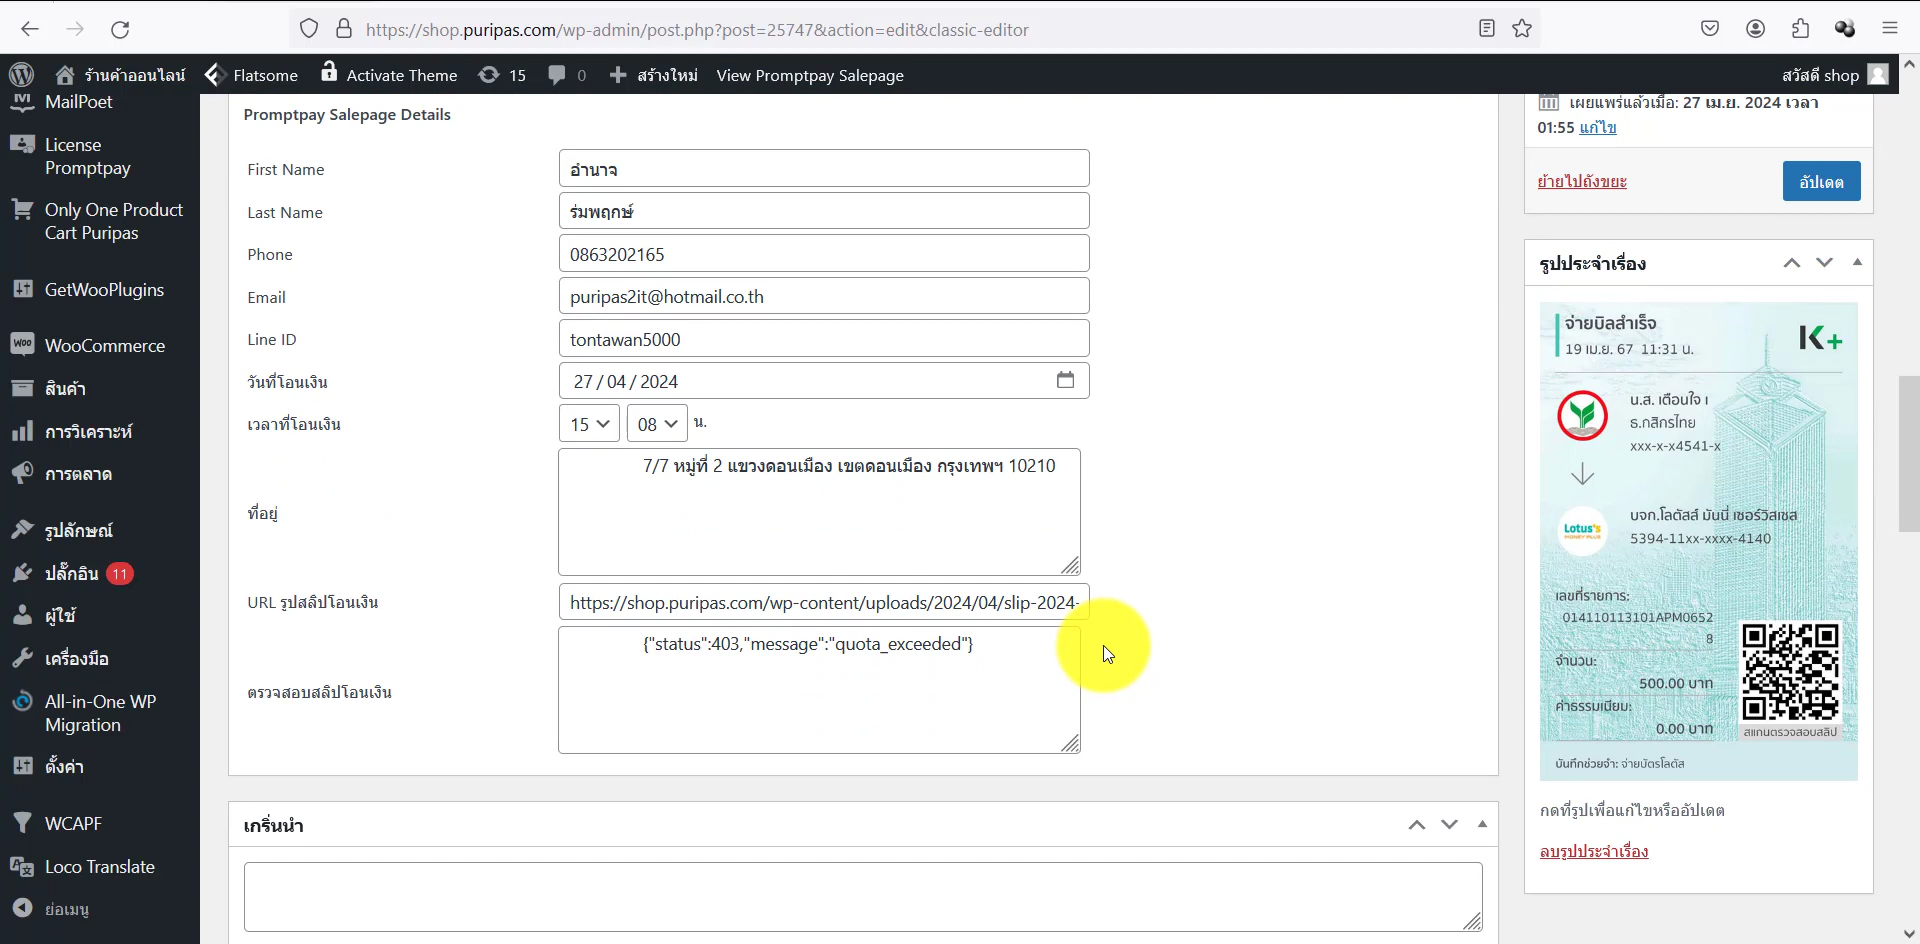 https://shop.puripas.com/wp-admin/post.php?post=25747&action=edit&classic-editor
ร้านค้าออนไลน์ Flatsome Activate Theme 15 0 สร้างใหม่ View Promptpay Salepage สวัสดี shop
MailPoet
License
Promptpay
Only One Product
Cart Puripas
GetWooPlugins
WooCommerce
สินค้า
การวิเคราะห์
การตลาด
รูปลักษณ์
ปลั๊กอิน 11
ผู้ใช้
เครื่องมือ
All-in-One WP
Migration
ตั้งค่า
WCAPF
Loco Translate
ย่อเมนู
Promptpay Salepage Details
First Name อำนาจ
Last Name ร่มพฤกษ์
Phone 0863202165
Email puripas2it@hotmail.co.th
Line ID tontawan5000
วันที่โอนเงิน 27/04/2024
เวลาที่โอนเงิน 15 08 น.
ที่อยู่ 7/7 หมู่ที่ 2 แขวงดอนเมือง เขตดอนเมือง กรุงเทพฯ 10210
URL รูปสลิปโอนเงิน https://shop.puripas.com/wp-content/uploads/2024/04/slip-2024-
ตรวจสอบสลิปโอนเงิน {"status":403,"message":"quota_exceeded"}
เกริ่นนำ
เผยแพร่แล้วเมื่อ: 27 เม.ย. 2024 เวลา
01:55 แก้ไข
ย้ายไปถังขยะ อัปเดต
รูปประจำเรื่อง
จ่ายบิลสำเร็จ
19 เม.ย. 67 11:31 น.
K+
น.ส. เตือนใจ เ
ธ.กสิกรไทย
xxx-x-x4541-x
Lotus's
MONEY PLUS
บจก.โลตัสส์ มันนี่ เซอร์วิสเซส
5394-11xx-xxxx-4140
เลขที่รายการ:
014110113101APM0652
8
จำนวน:
500.00 บาท
ค่าธรรมเนียม:
0.00 บาท
สแกนตรวจสอบสลิป
บันทึกช่วยจำ: จ่ายบัตรโลตัส
กดที่รูปเพื่อแก้ไขหรืออัปเดต
ลบรูปประจำเรื่อง